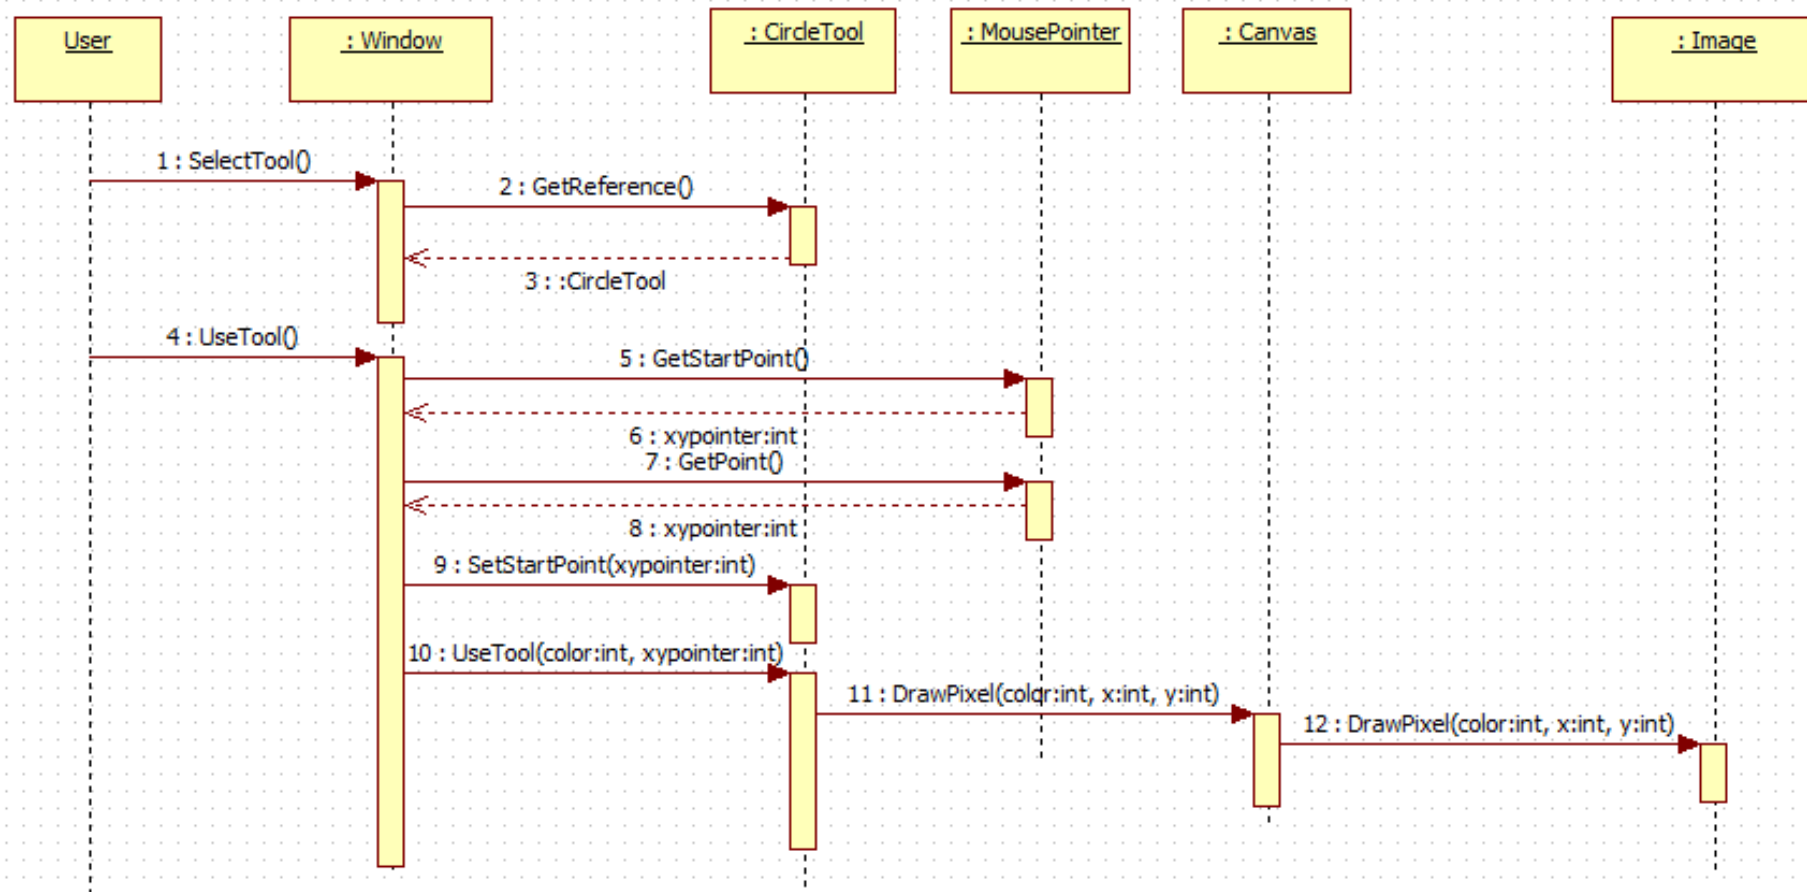 User
: Window
: CircleTool
: MousePointer
: Canvas
: Image
1 : SelectTool()
2 : GetReference()
3 : :CircleTool
4 : UseTool()
5 : GetStartPoint()
6 : xypointer:int
7 : GetPoint()
8 : xypointer:int
9 : SetStartPoint(xypointer:int)
10 : UseTool(color:int, xypointer:int)
11 : DrawPixel(color:int, x:int, y:int)
12 : DrawPixel(color:int, x:int, y:int)